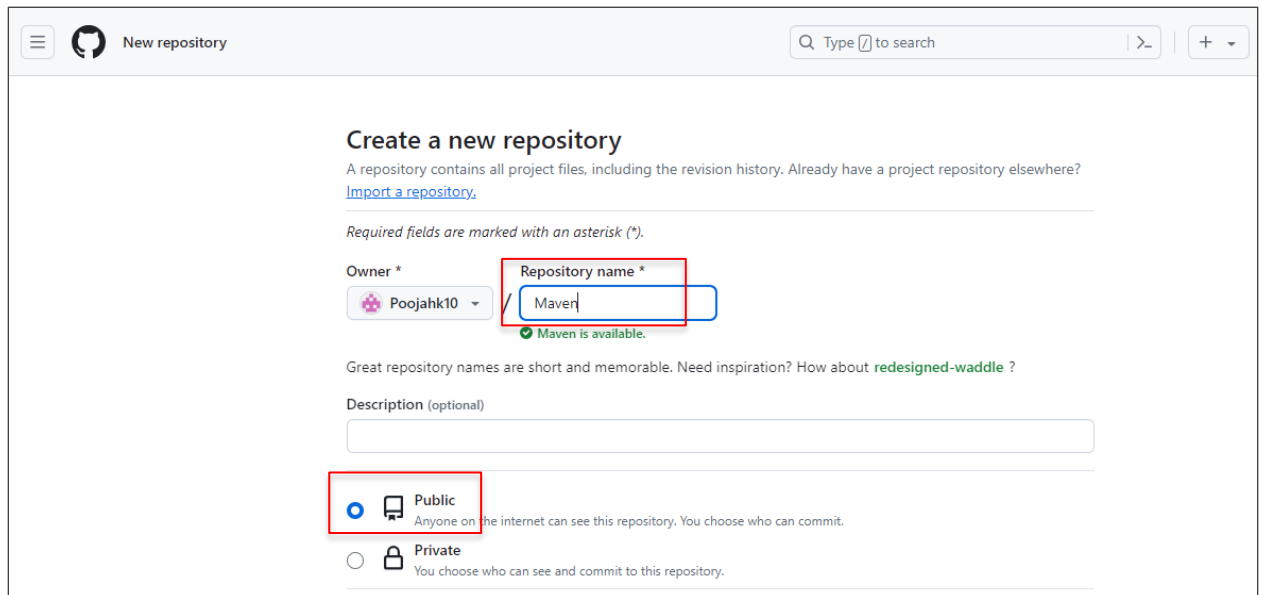 New repository
Type / to search
Create a new repository
A repository contains all project files, including the revision history. Already have a project repository elsewhere?
Import a repository.
Required fields are marked with an asterisk (*).
Owner *
Repository name *
Poojahk10
/
Maven
Maven is available.
Great repository names are short and memorable. Need inspiration? How about redesigned-waddle ?
Description (optional)
Public
Anyone on the internet can see this repository. You choose who can commit.
Private
You choose who can see and commit to this repository.